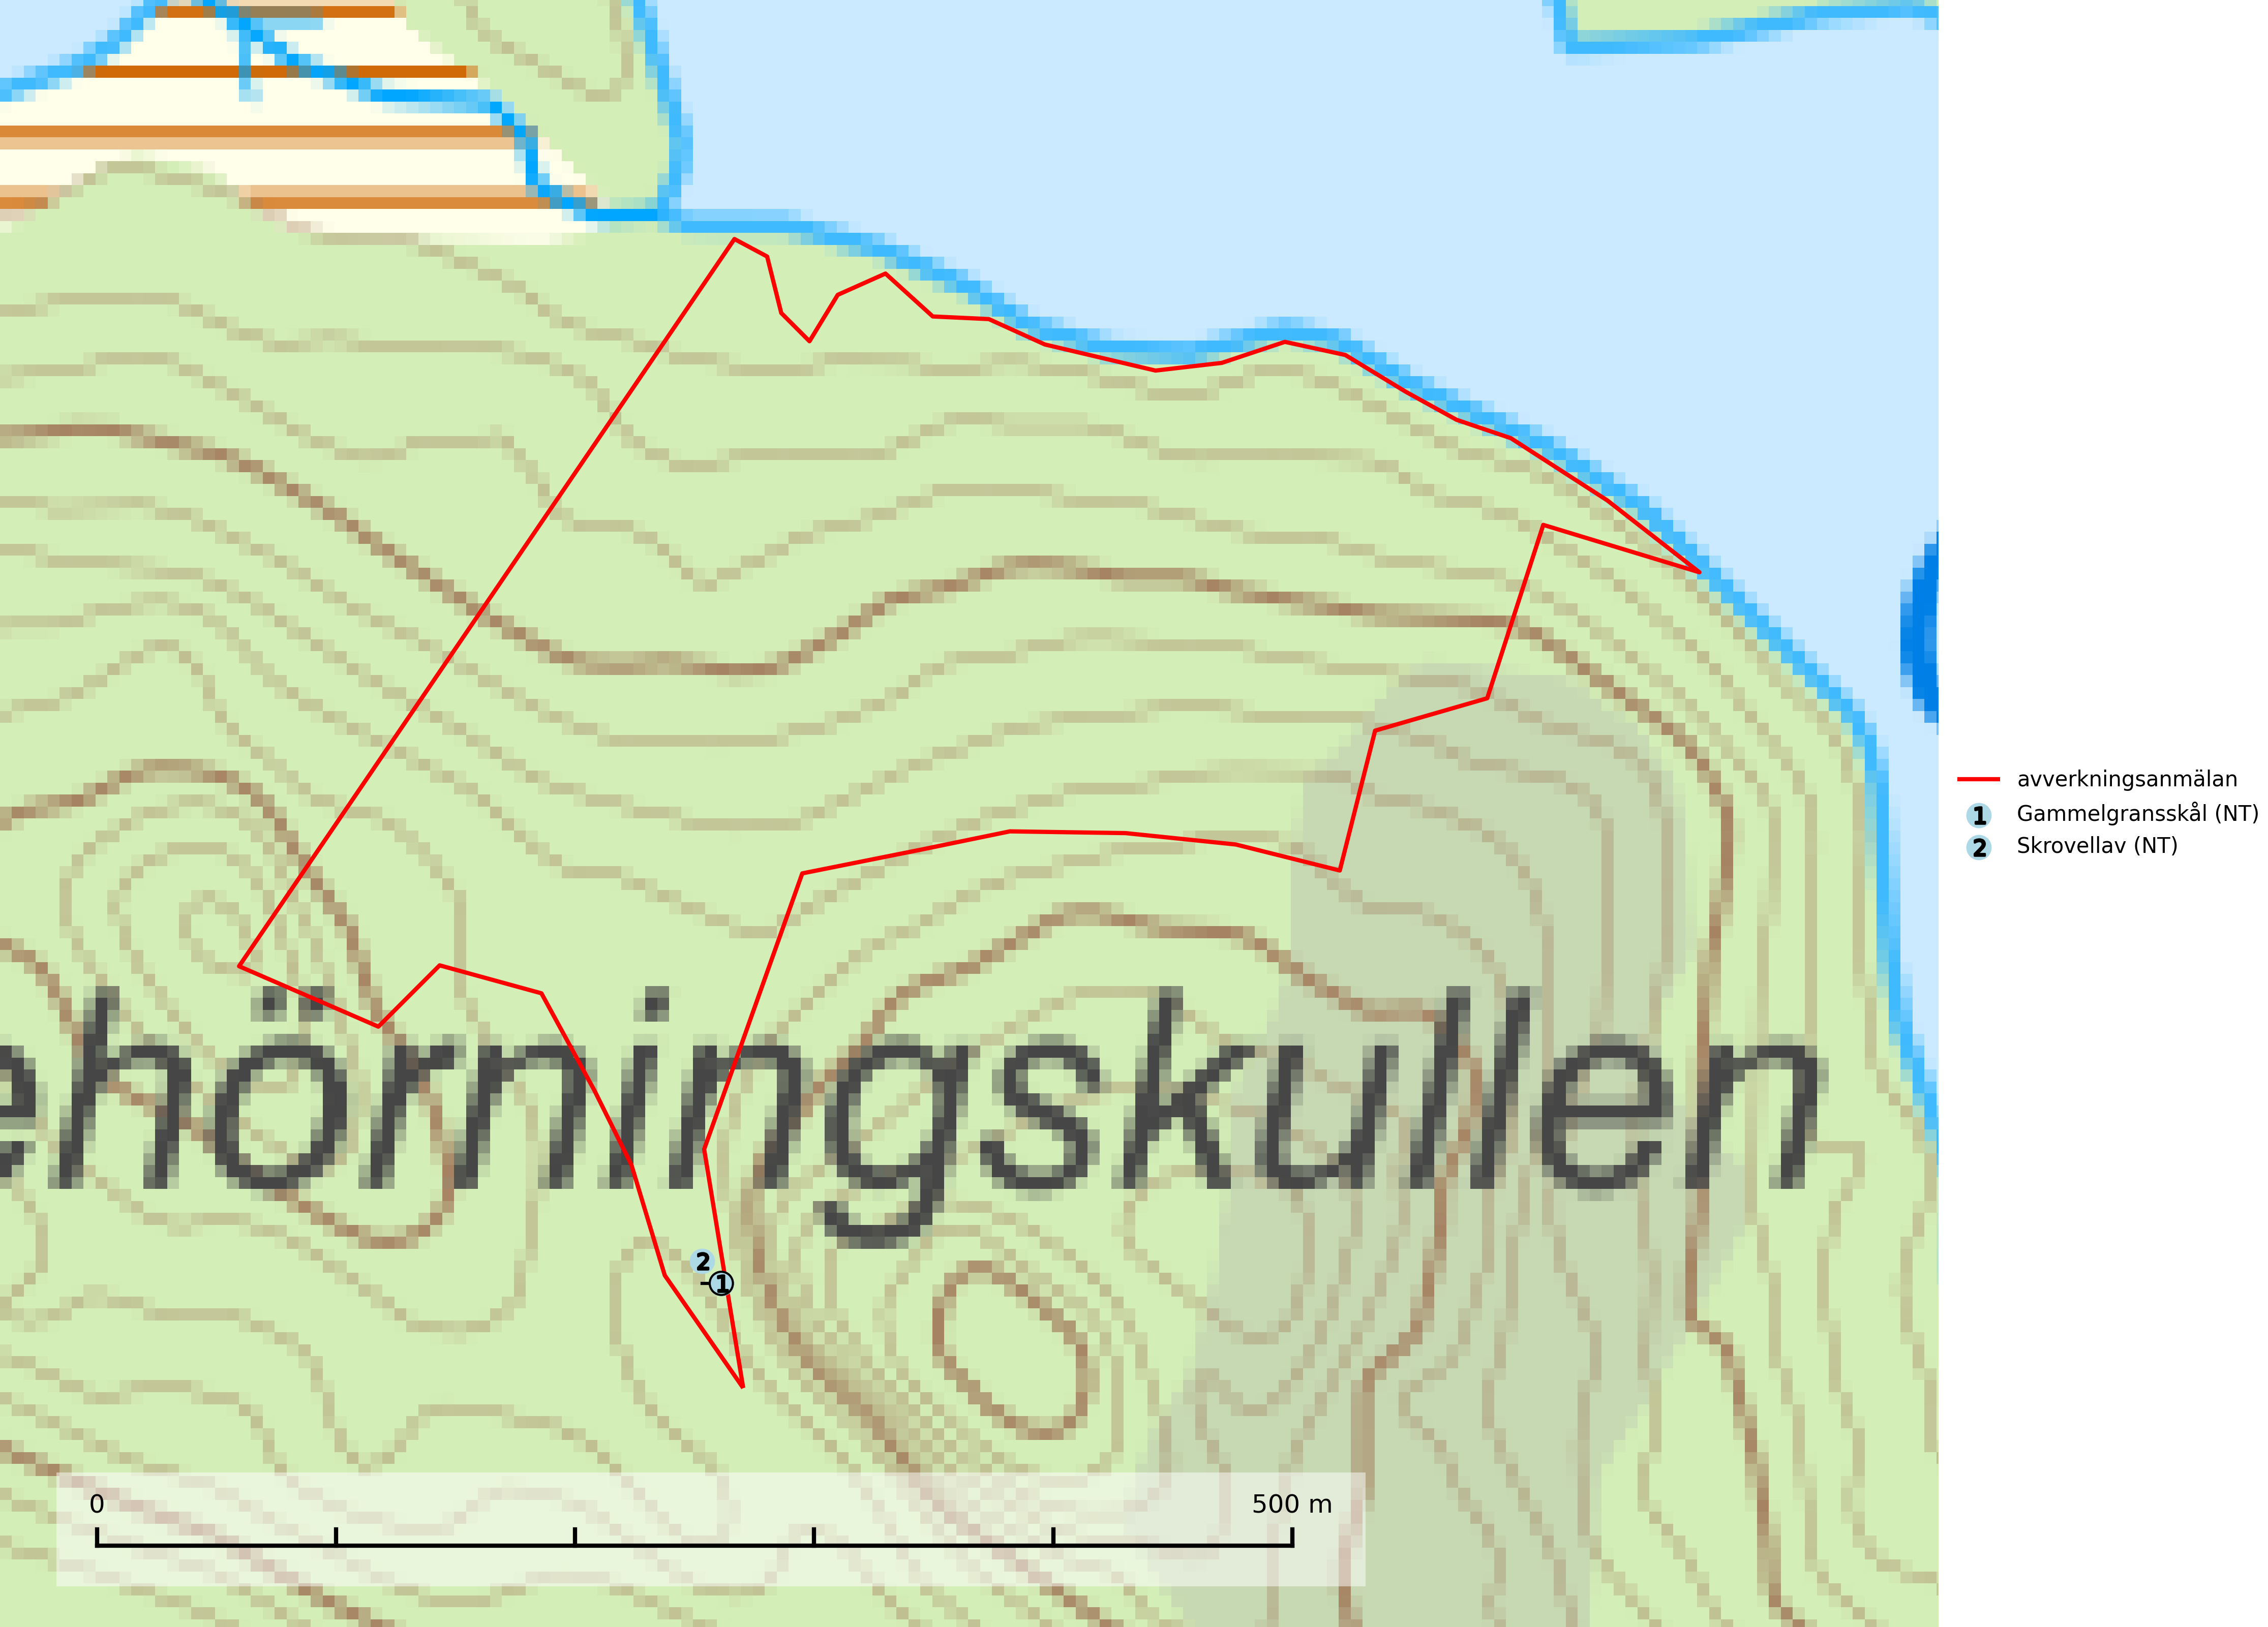 ehörningskullen
2
1
0 500 m
avverkningsanmälan
1 Gammelgransskål (NT)
2 Skrovellav (NT)